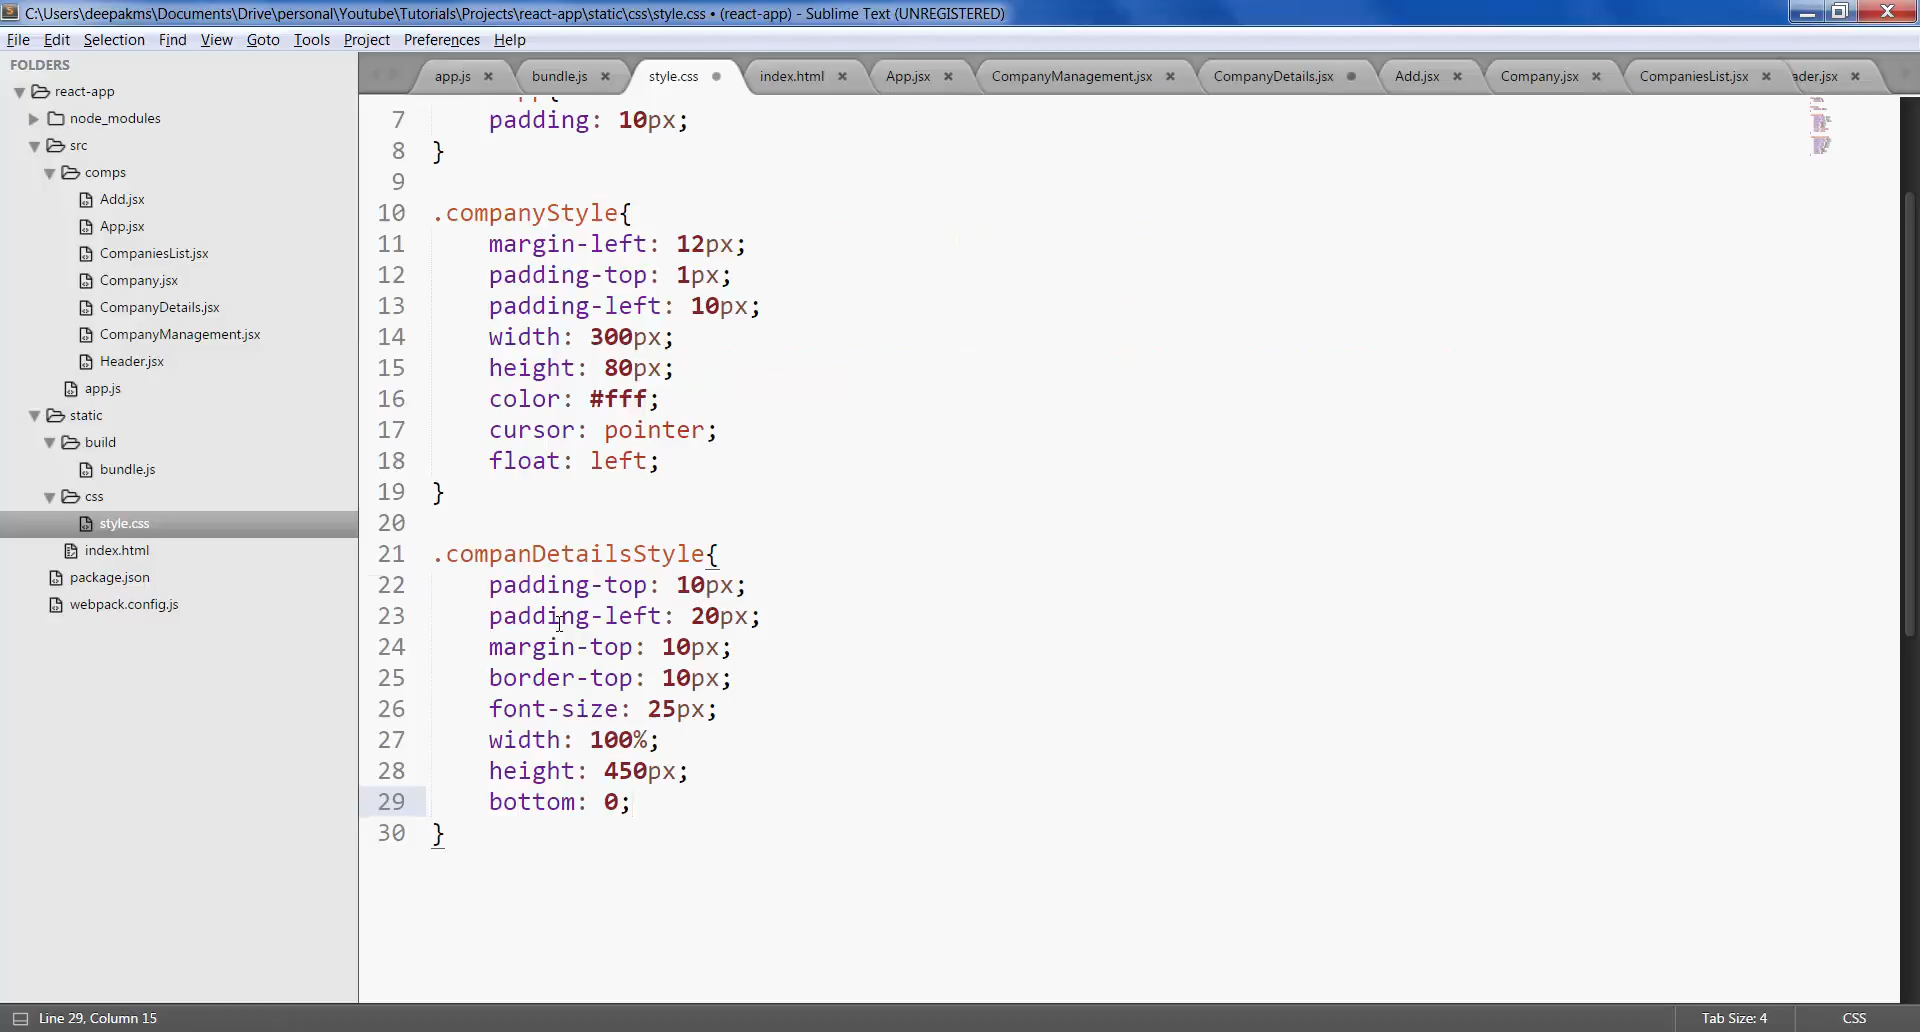 C:\Users\deepakms\Documents\Drive\personal\Youtube\Tutorials\Projects\react-app\static\css\style.css • (react-app) - Sublime Text (UNREGISTERED)
File Edit Selection Find View Goto Tools Project Preferences Help
FOLDERS
react-app
node_modules
src
comps
Add.jsx
App.jsx
CompaniesList.jsx
Company.jsx
CompanyDetails.jsx
CompanyManagement.jsx
Header.jsx
app.js
static
build
bundle.js
css
style.css
index.html
package.json
webpack.config.js
app.js bundle.js style.css index.html App.jsx CompanyManagement.jsx CompanyDetails.jsx Add.jsx Company.jsx CompaniesList.jsx ader.jsx
7 padding: 10px;
8 }
9
10 .companyStyle{
11 margin-left: 12px;
12 padding-top: 1px;
13 padding-left: 10px;
14 width: 300px;
15 height: 80px;
16 color: #fff;
17 cursor: pointer;
18 float: left;
19 }
20
21 .companDetailsStyle{
22 padding-top: 10px;
23 padding-left: 20px;
24 margin-top: 10px;
25 border-top: 10px;
26 font-size: 25px;
27 width: 100%;
28 height: 450px;
29 bottom: 0;
30 }
Line 29, Column 15
Tab Size: 4
CSS